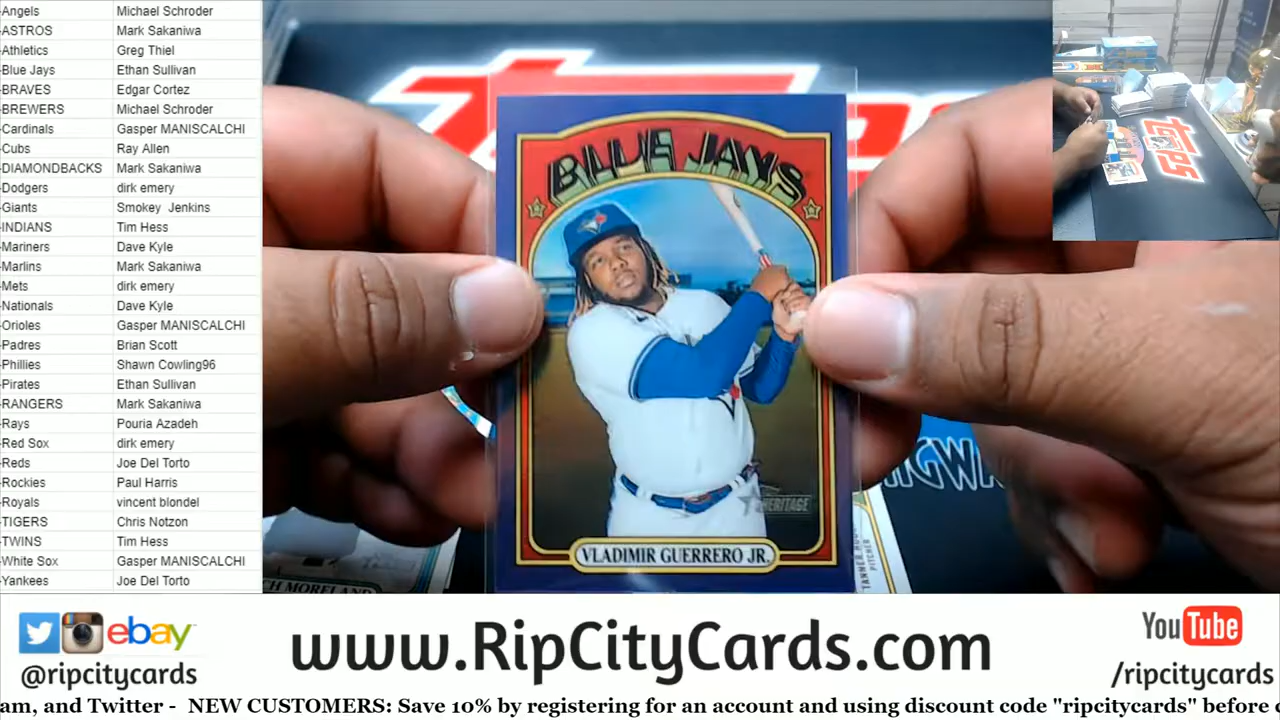 -Angels Michael Schroder
-ASTROS Mark Sakaniwa
-Athletics Greg Thiel
-Blue Jays Ethan Sullivan
-BRAVES Edgar Cortez
-BREWERS Michael Schroder
-Cardinals Gasper MANISCALCHI
-Cubs Ray Allen
-DIAMONDBACKS Mark Sakaniwa
-Dodgers dirk emery
-Giants Smokey Jenkins
-INDIANS Tim Hess
-Mariners Dave Kyle
-Marlins Mark Sakaniwa
-Mets dirk emery
-Nationals Dave Kyle
-Orioles Gasper MANISCALCHI
-Padres Brian Scott
-Phillies Shawn Cowling96
-Pirates Ethan Sullivan
-RANGERS Mark Sakaniwa
-Rays Pouria Azadeh
-Red Sox dirk emery
-Reds Joe Del Torto
-Rockies Paul Harris
-Royals vincent blondel
-TIGERS Chris Notzon
-TWINS Tim Hess
-White Sox Gasper MANISCALCHI
-Yankees Joe Del Torto
Topps
BLUE JAYS
HERITAGE
VLADIMIR GUERRERO JR.
Topps
CH MORELAND
PITCHER
ebay
@ripcitycards
www.RipCityCards.com
YouTube
/ripcitycards
am, and Twitter - NEW CUSTOMERS: Save 10% by registering for an account and using discount code "ripcitycards" before